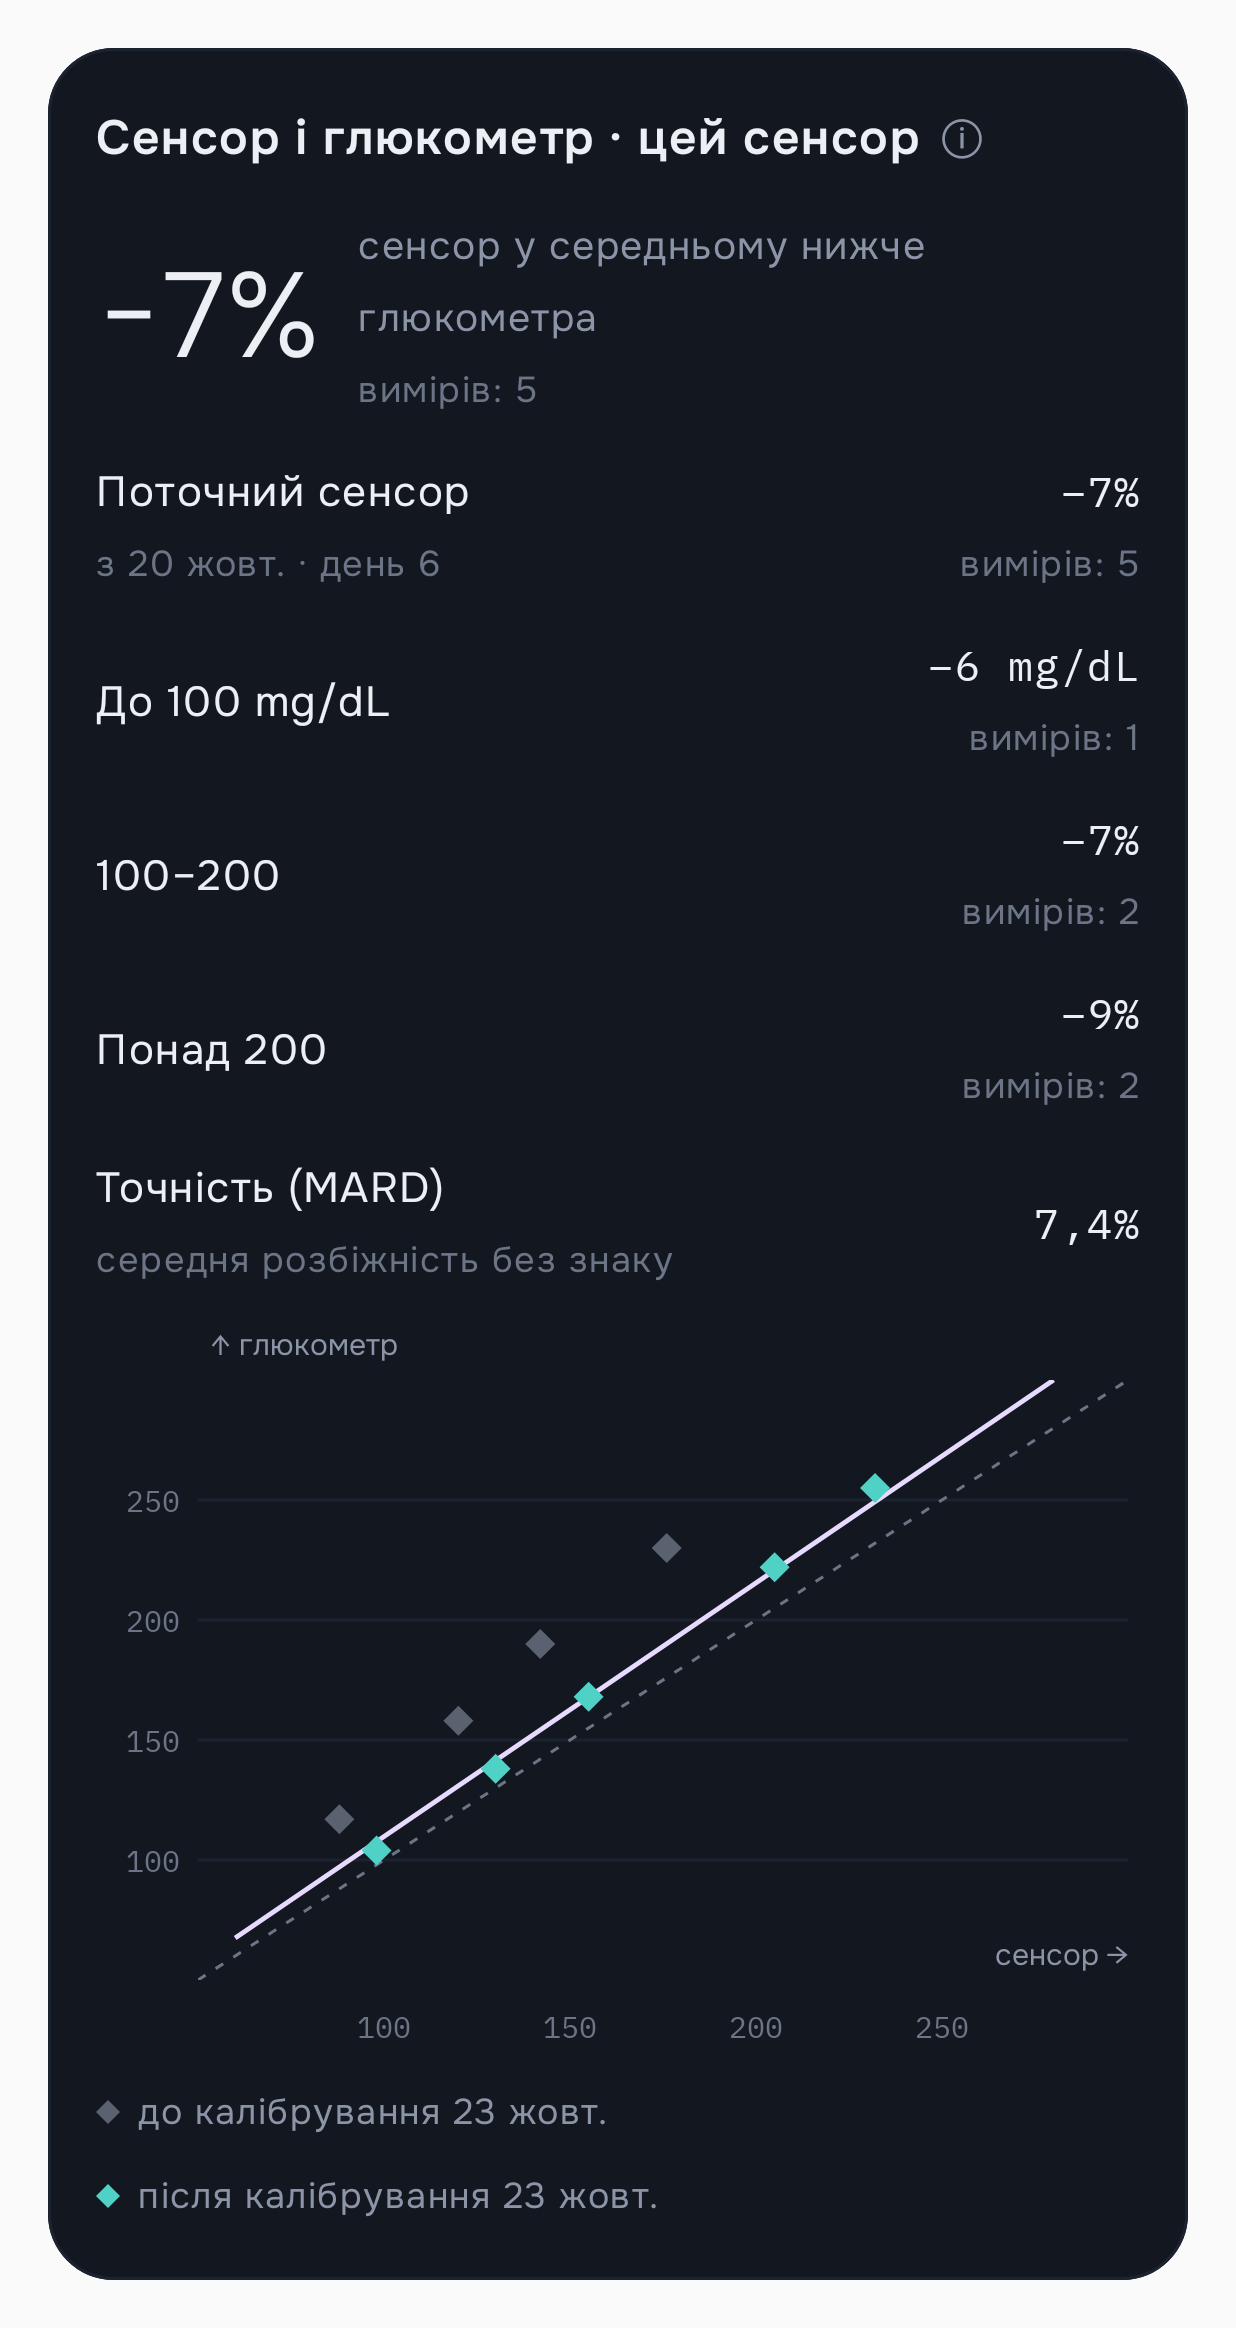 Сенсор і глюкометр · цей сенсор
−7%
сенсор у середньому нижче
глюкометра
вимірів: 5
Поточний сенсор
−7%
з 20 жовт. · день 6
вимірів: 5
До 100 mg/dL
−6 mg/dL
вимірів: 1
100–200
−7%
вимірів: 2
Понад 200
−9%
вимірів: 2
Точність (MARD)
7,4%
середня розбіжність без знаку
↑ глюкометр
250
200
150
100
сенсор →
100 150 200 250
до калібрування 23 жовт.
після калібрування 23 жовт.